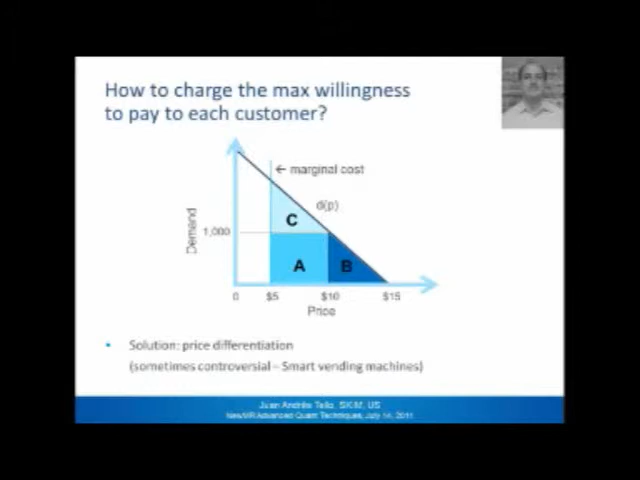 How to charge the max willingness
to pay to each customer?
← marginal cost
d(p)
C
Demand
1,000
A
B
0
$5
$10
$15
Price
• Solution: price differentiation
(sometimes controversial – Smart vending machines)
Juan Andrés Tello, SKIM, US
NewMR Advanced Quant Techniques, July 14, 2011